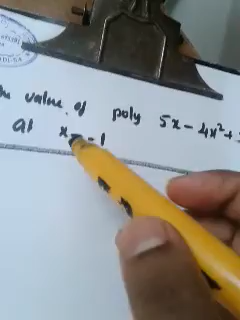 value of poly 5x - 4x² +
at x = -1